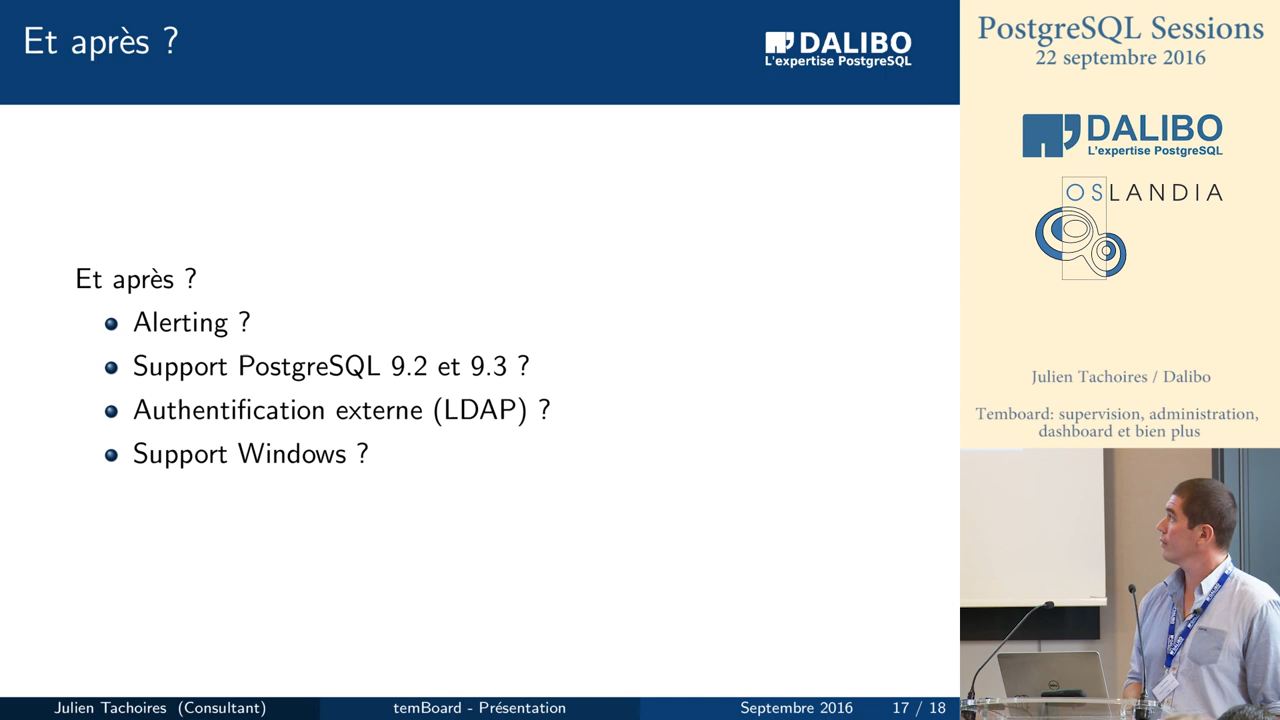 Et après ?
DALIBO
L'expertise PostgreSQL
Et après ?
Alerting ?
Support PostgreSQL 9.2 et 9.3 ?
Authentification externe (LDAP) ?
Support Windows ?
Julien Tachoires (Consultant)
temBoard - Présentation
Septembre 2016
17 / 18
PostgreSQL Sessions
22 septembre 2016
DALIBO
L'expertise PostgreSQL
OSLANDIA
Julien Tachoires / Dalibo
Temboard: supervision, administration,
dashboard et bien plus